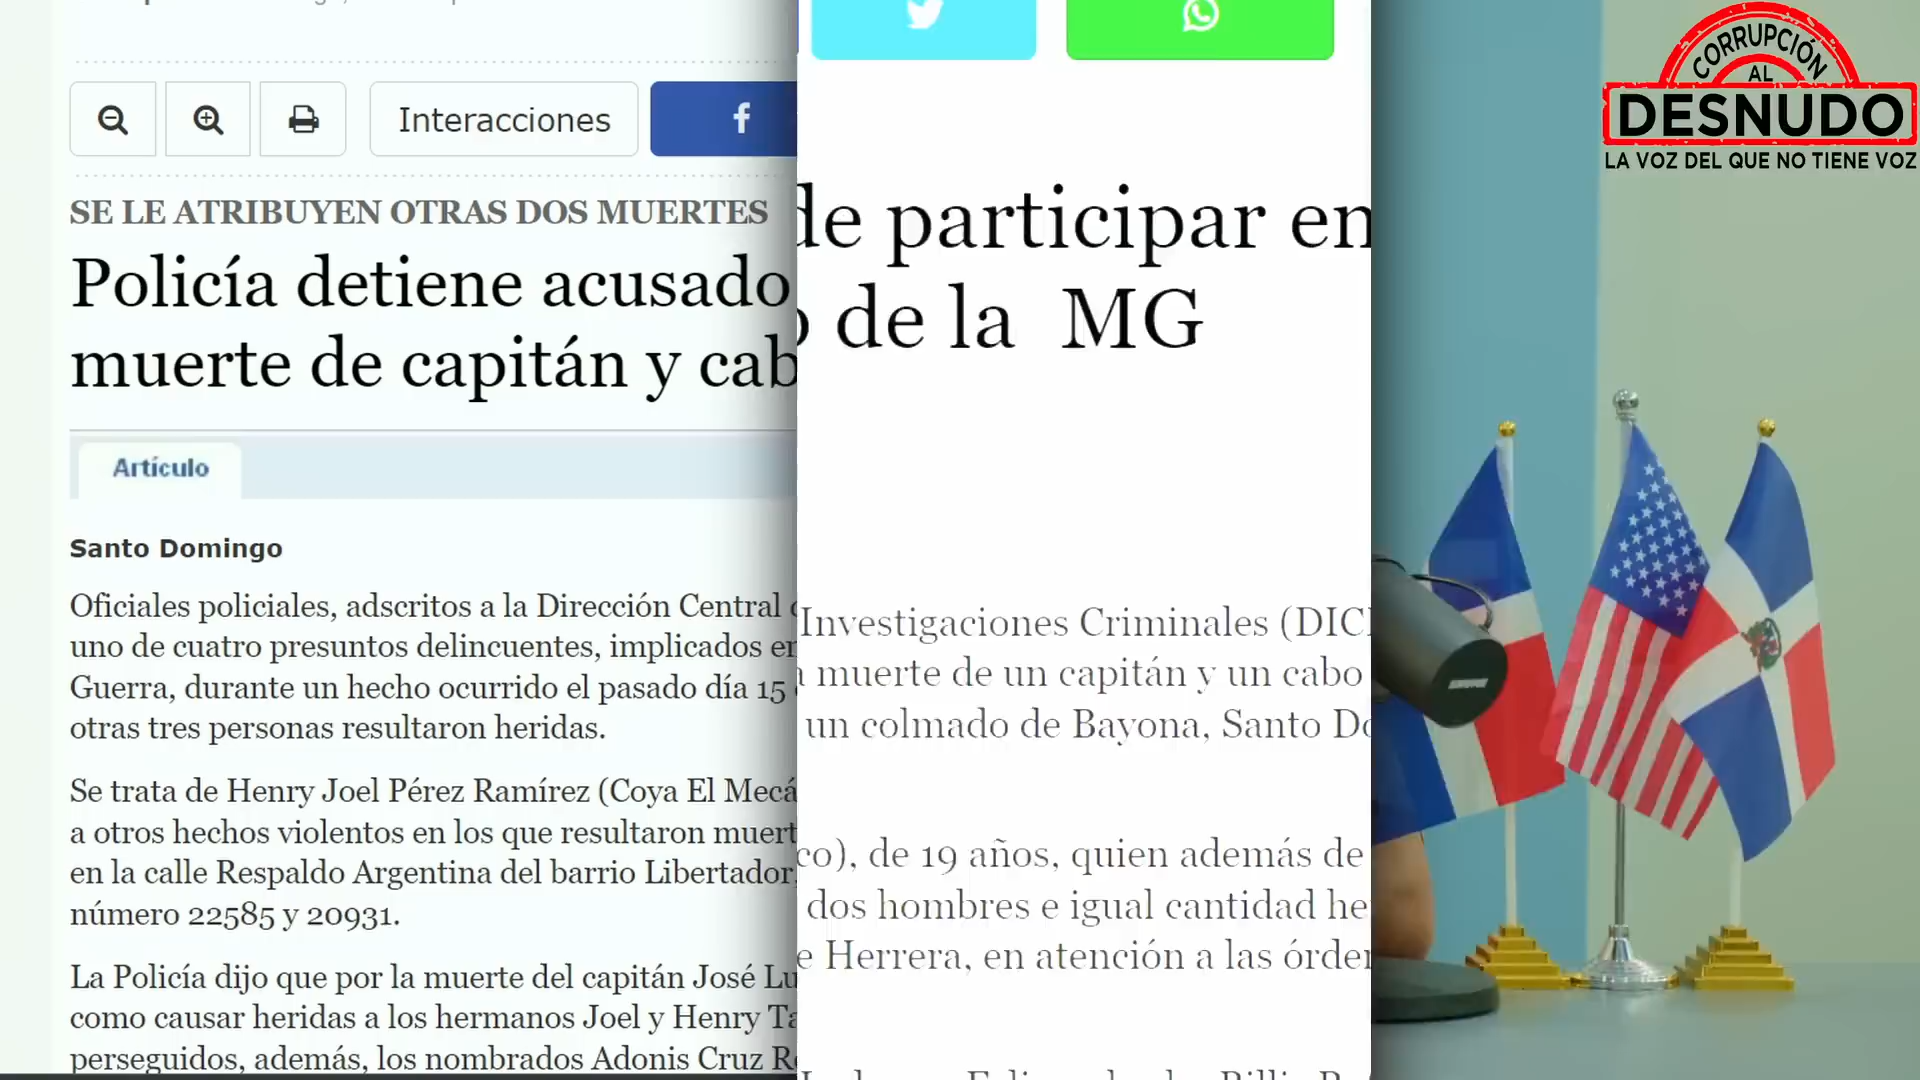 Interacciones
SE LE ATRIBUYEN OTRAS DOS MUERTES
Policía detiene acusado
muerte de capitán y cab
Artículo
Santo Domingo
Oficiales policiales, adscritos a la Dirección Central
uno de cuatro presuntos delincuentes, implicados en
Guerra, durante un hecho ocurrido el pasado día 15
otras tres personas resultaron heridas.
Se trata de Henry Joel Pérez Ramírez (Coya El Mecá
a otros hechos violentos en los que resultaron muert
en la calle Respaldo Argentina del barrio Libertador,
número 22585 y 20931.
La Policía dijo que por la muerte del capitán José Lu
como causar heridas a los hermanos Joel y Henry Ta
perseguidos, además, los nombrados Adonis Cruz R
de participar en
o de la MG
Investigaciones Criminales (DIC
muerte de un capitán y un cabo
un colmado de Bayona, Santo Do
co), de 19 años, quien además de
dos hombres e igual cantidad he
e Herrera, en atención a las órde
CORRUPCIÓN
AL
DESNUDO
LA VOZ DEL QUE NO TIENE VOZ